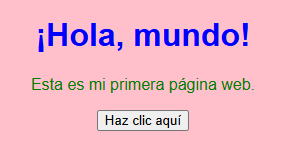 ¡Hola, mundo!
Esta es mi primera página web.
Haz clic aquí